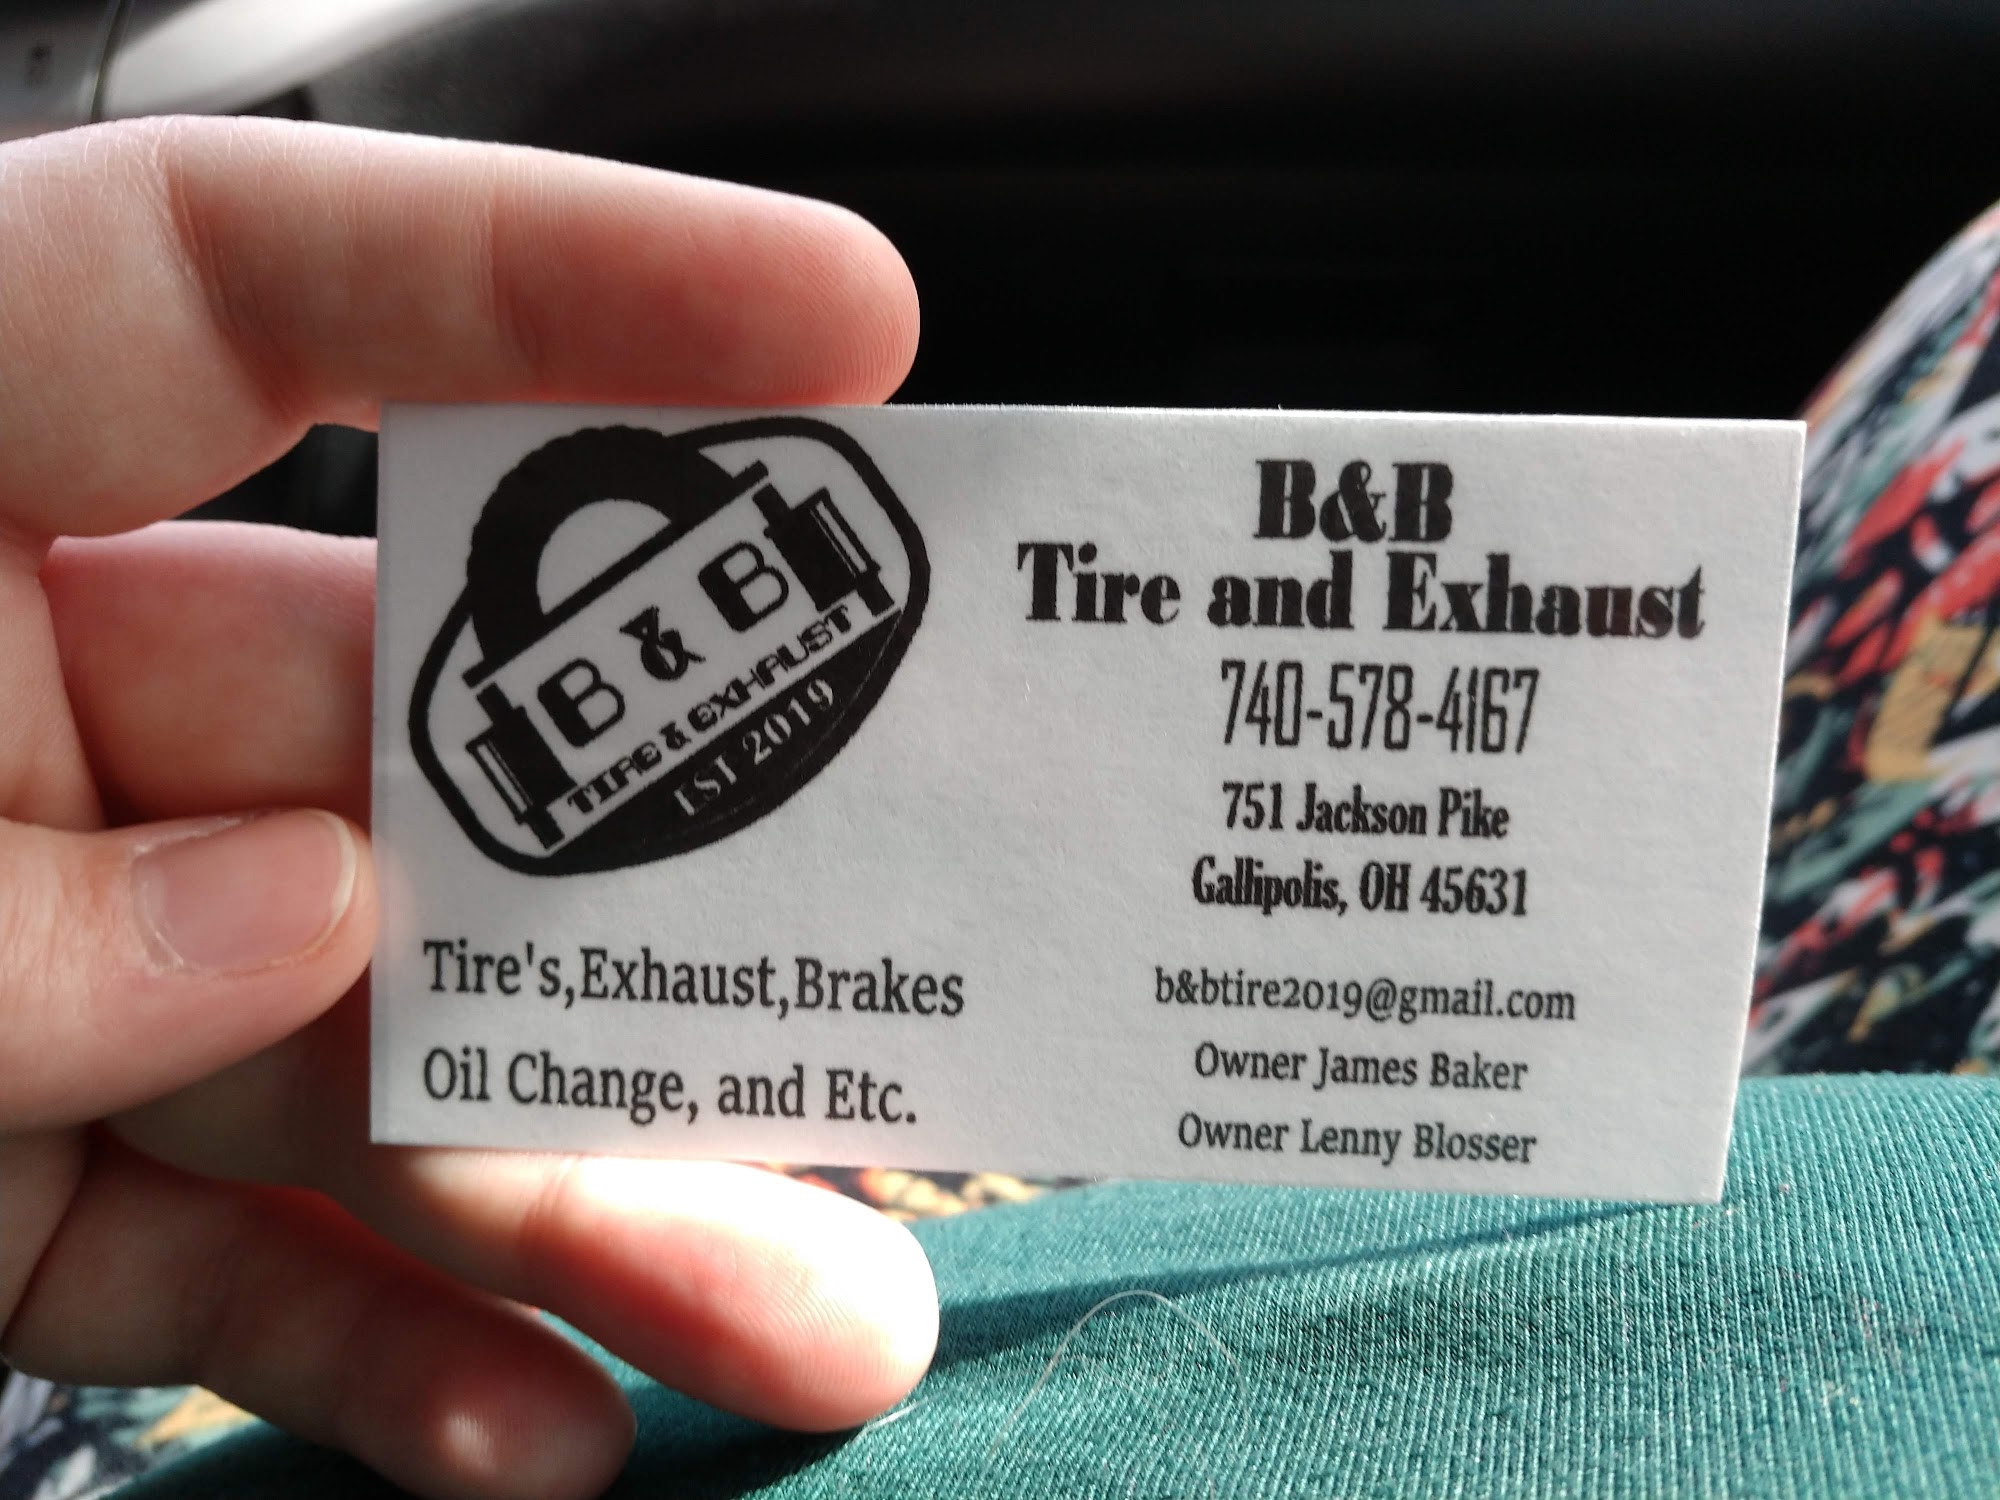 B & B
TIRE & EXHAUST
EST 2019
Tire's,Exhaust,Brakes
Oil Change, and Etc.
B&B
Tire and Exhaust
740-578-4167
751 Jackson Pike
Gallipolis, OH 45631
b&btire2019@gmail.com
Owner James Baker
Owner Lenny Blosser